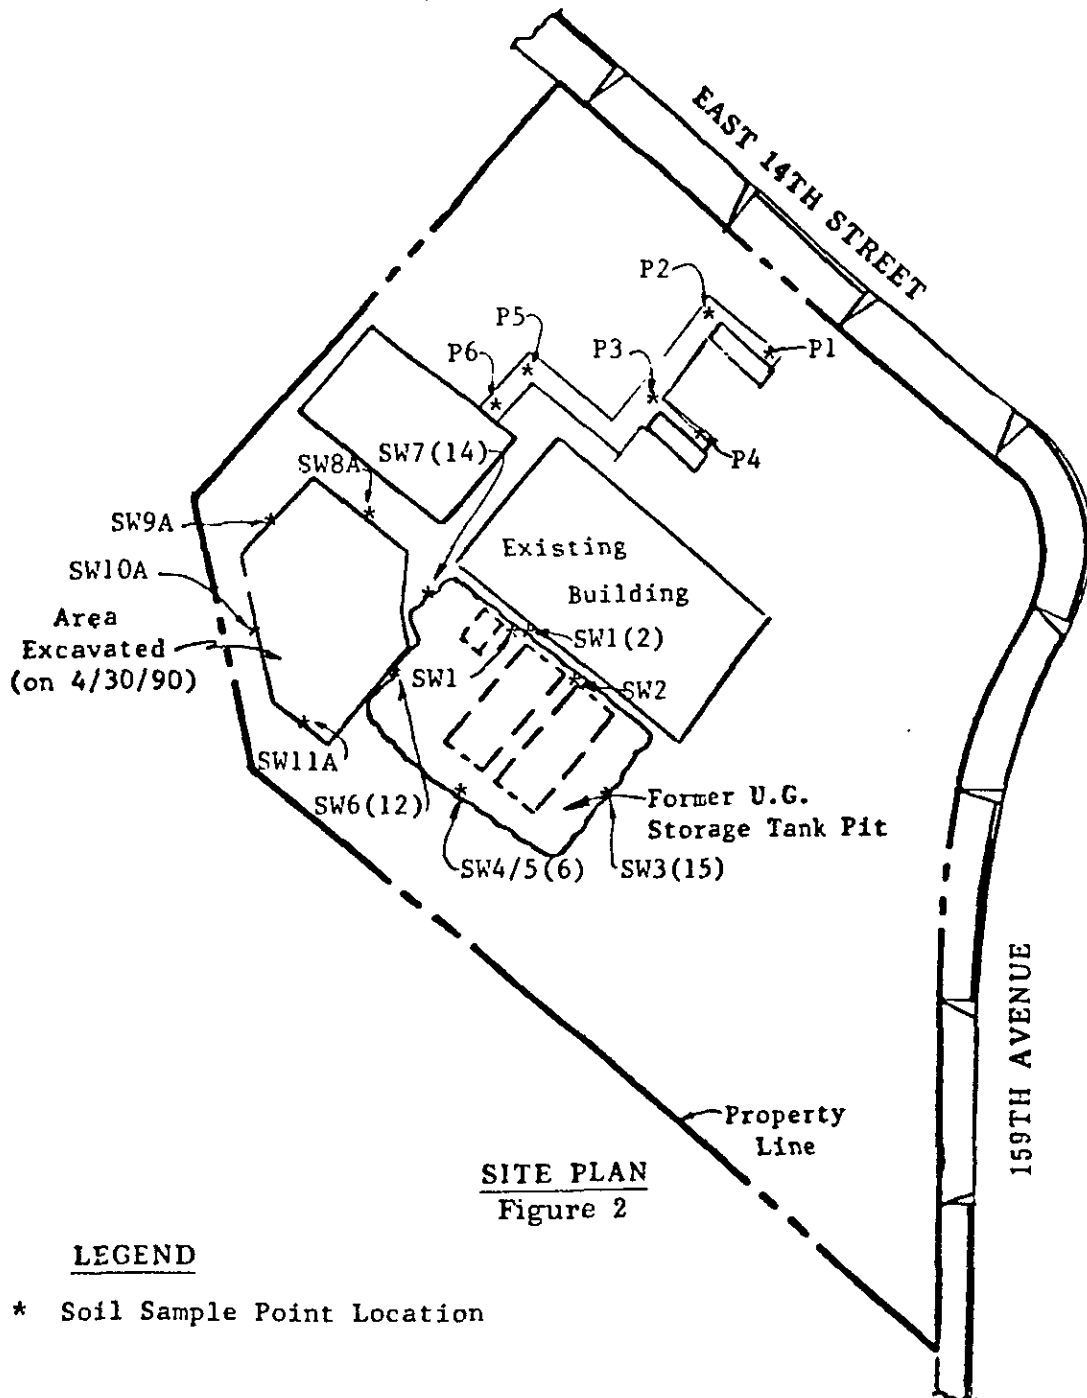 EAST 14TH STREET
P2
P5
P1
P6
P3
P4
SW7(14)
SW8A
SW9A
Existing
Building
SW10A
Area
Excavated
(on 4/30/90)
SW1(2)
SW1
SW2
SW11A
SW6(12)
Former U.G.
Storage Tank Pit
SW4/5(6)
SW3(15)
159TH AVENUE
Property
Line
SITE PLAN
Figure 2
LEGEND
* Soil Sample Point Location